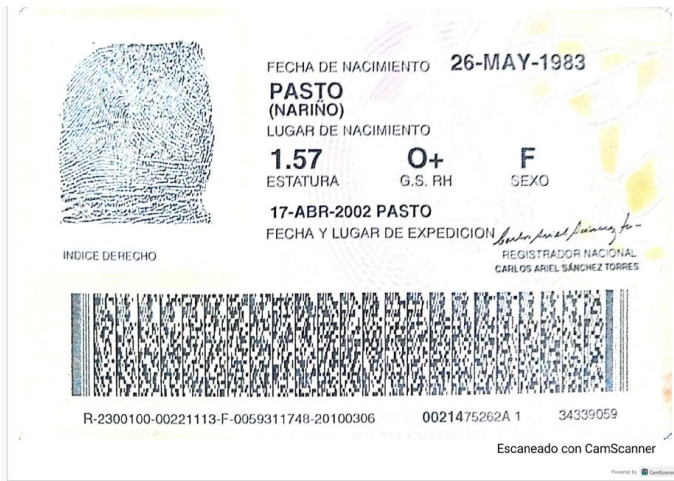 FECHA DE NACIMIENTO 26-MAY-1983
PASTO
(NARIÑO)
LUGAR DE NACIMIENTO
1.57 O+ F
ESTATURA G.S. RH SEXO
17-ABR-2002 PASTO
FECHA Y LUGAR DE EXPEDICION
INDICE DERECHO
REGISTRADOR NACIONAL
CARLOS ARIEL SÁNCHEZ TORRES
R-2300100-00221113-F-0059311748-20100306 0021475262A 1 34339059
Escaneado con CamScanner
Powered by CamScanner